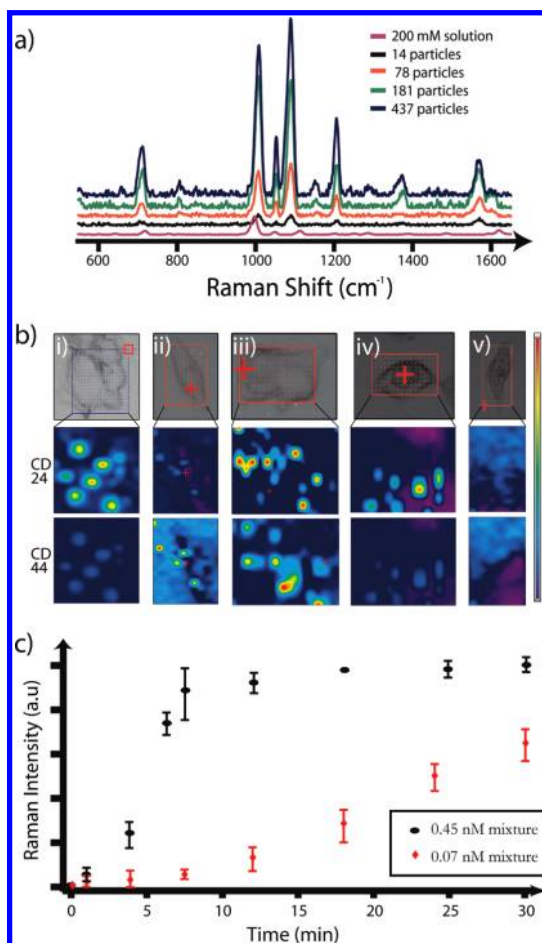 a)
200 mM solution
14 particles
78 particles
181 particles
437 particles
600 800 1000 1200 1400 1600
Raman Shift (cm-1)
b)
i) ii) iii) iv) v)
CD
24
CD
44
c)
Raman Intensity (a.u)
0.45 nM mixture
0.07 nM mixture
0 5 10 15 20 25 30
Time (min)